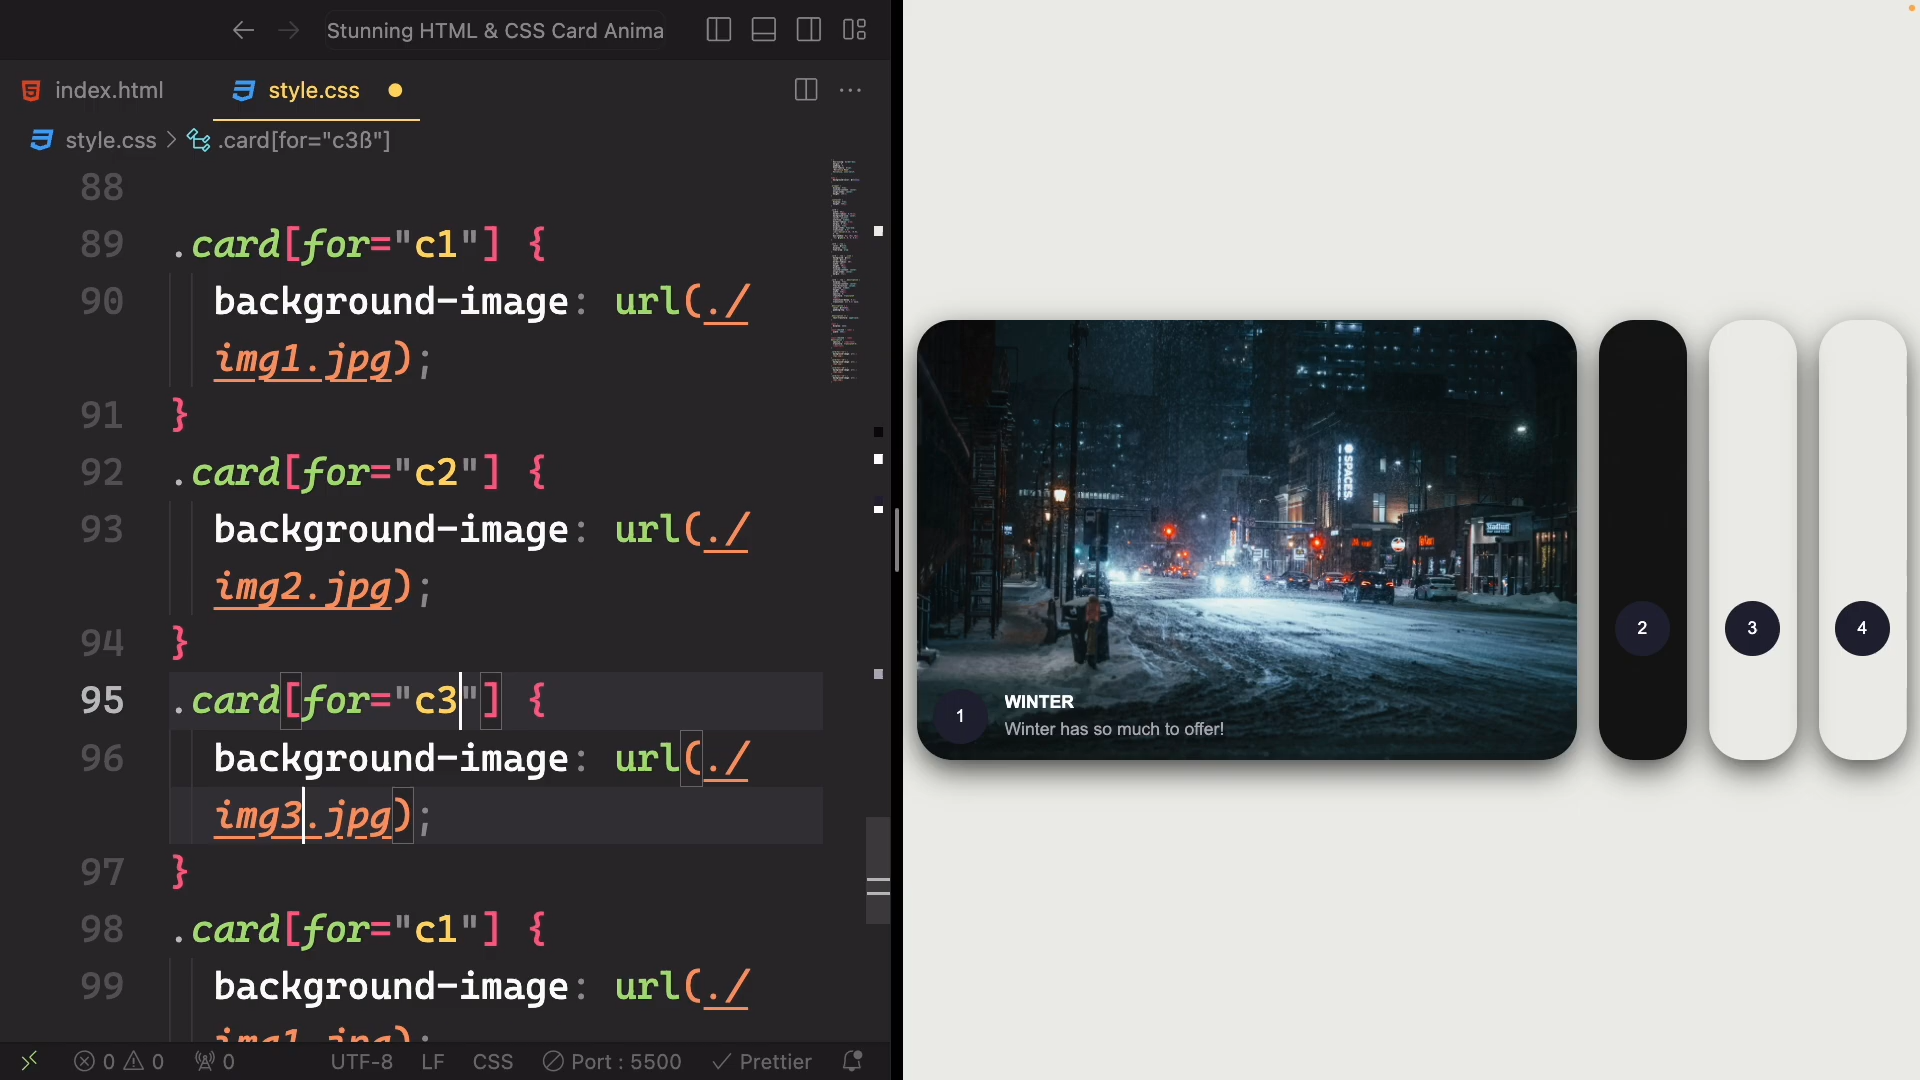 Stunning HTML & CSS Card Anima
index.html
style.css
style.css > .card[for="c3ß"]
88
89 .card[for="c1"] {
90 background-image: url(./
img1.jpg);
91 }
92 .card[for="c2"] {
93 background-image: url(./
img2.jpg);
94 }
95 .card[for="c3"] {
96 background-image: url(./
img3.jpg);
97 }
98 .card[for="c1"] {
99 background-image: url(./
img1.jpg);
0 0 0 UTF-8 LF CSS Port : 5500 Prettier
SPACES.
1
WINTER
Winter has so much to offer!
2
3
4